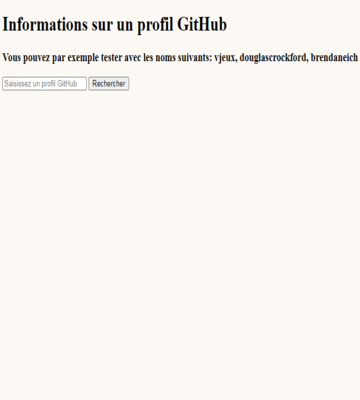 Informations sur un profil GitHub
Vous pouvez par exemple tester avec les noms suivants: vjeux, douglascrockford, brendaneich
Saisissez un profil GitHub Rechercher